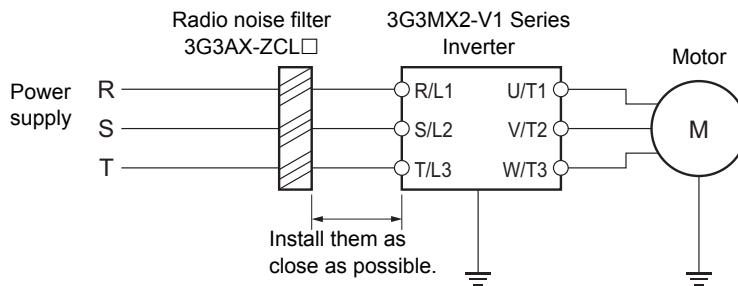 Radio noise filter
3G3AX-ZCL□
3G3MX2-V1 Series
Inverter
Motor
Power
supply
R
S
T
R/L1
S/L2
T/L3
U/T1
V/T2
W/T3
M
Install them as
close as possible.